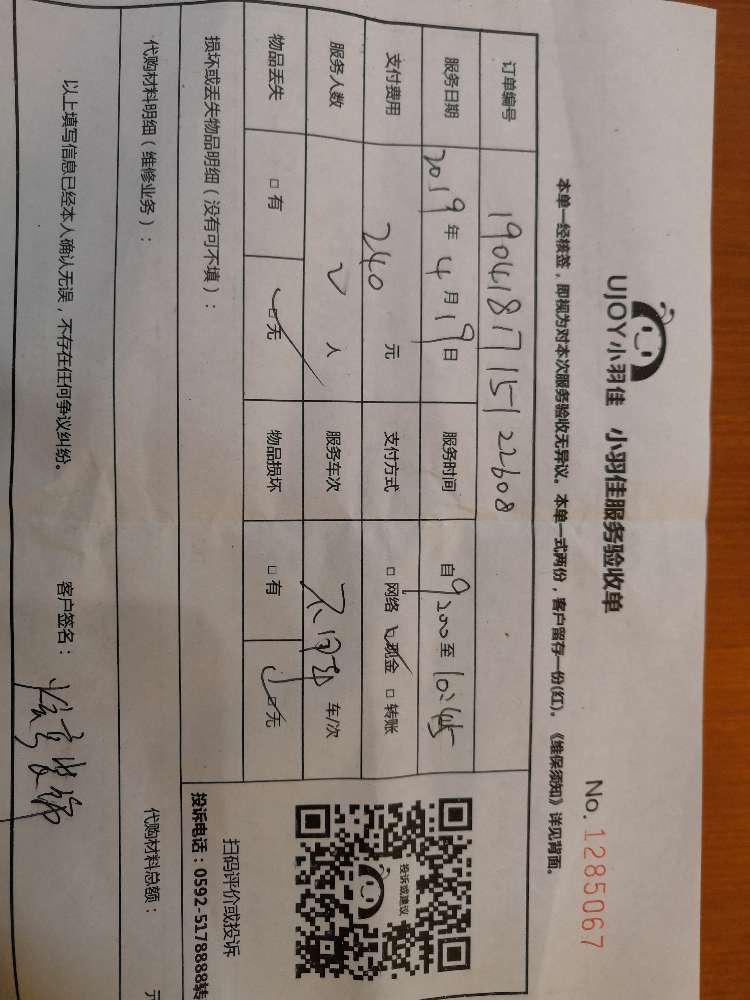 UJOY小羽佳 小羽佳服务验收单
No. 1285067
本单一经核签，即视为对本次服务验收无异议。本单一式两份，客户留存一份(红)。《维保须知》详见背面。
订单编号 1904181715122608
服务日期 2019年4月19日 服务时间 自9:00至10:45
支付费用 240元 支付方式 □网络 ☑现金 □转账
服务人数 人 服务车次 车/次
物品丢失 □有 ☑无 物品损坏 □有 ☑无
损坏或丢失物品明细（没有可不填）：
投诉或建议
扫码评价或投诉
投诉电话：0592-5178888转
代购材料明细（维修业务）： 代购材料总额： 元
以上填写信息已经本人确认无误，不存在任何争议纠纷。 客户签名：